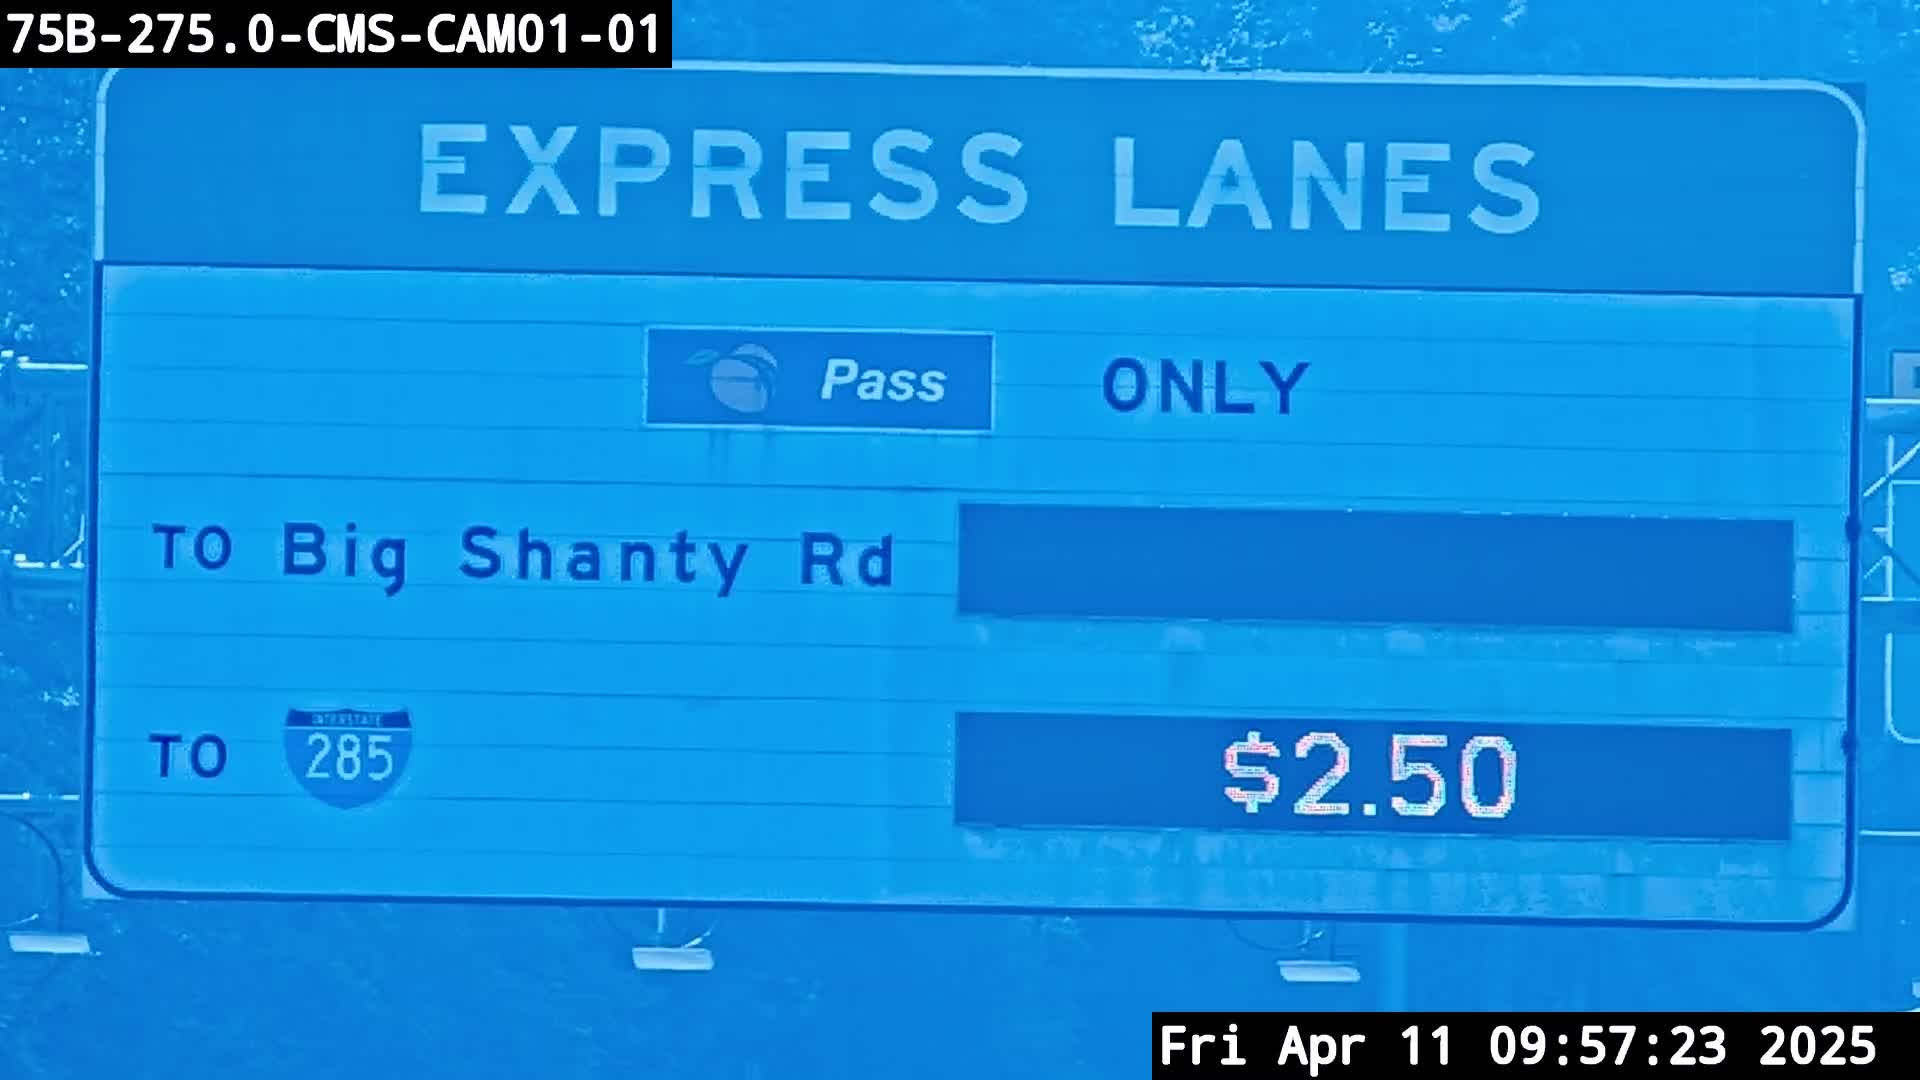 75B-275.0-CMS-CAM01-01
EXPRESS LANES
Pass ONLY
TO Big Shanty Rd
TO INTERSTATE 285 $2.50
Fri Apr 11 09:57:23 2025